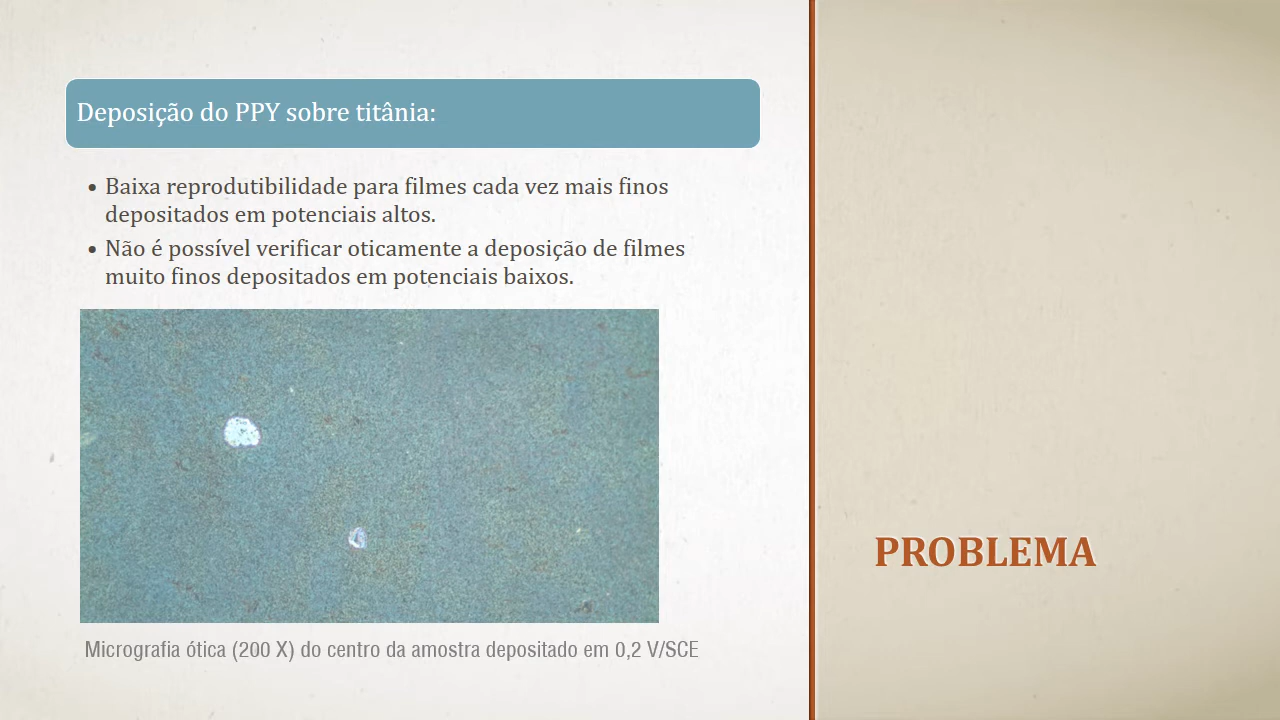 Deposição do PPY sobre titânia:
• Baixa reprodutibilidade para filmes cada vez mais finos
depositados em potenciais altos.
• Não é possível verificar oticamente a deposição de filmes
muito finos depositados em potenciais baixos.
Micrografia ótica (200 X) do centro da amostra depositado em 0,2 V/SCE
PROBLEMA